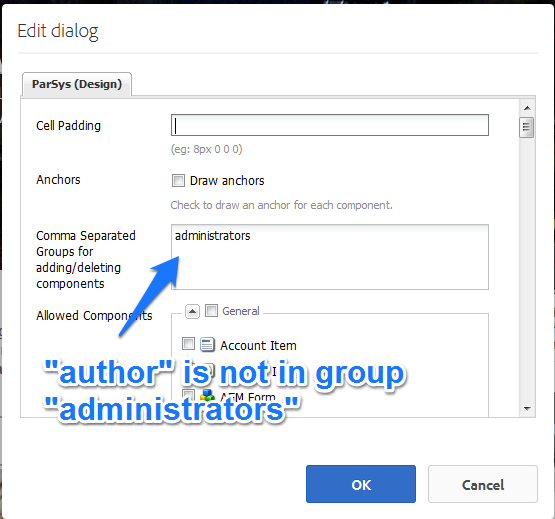 Edit dialog
ParSys (Design)
Cell Padding
(eg: 8px 0 0 0)
Anchors
Draw anchors
Check to draw an anchor for each component.
Comma Separated
Groups for
adding/deleting
components
administrators
Allowed Components
General
Account Item
"author" is not in group
"administrators"
AEM Form
OK
Cancel